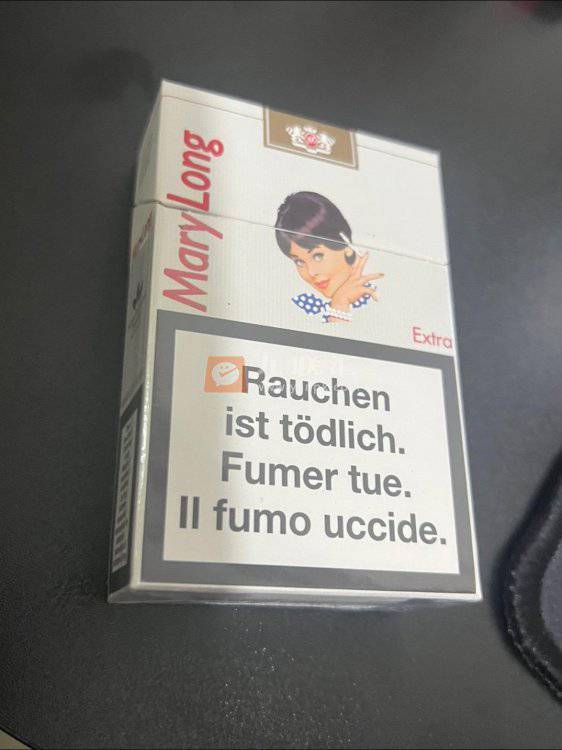 Mary Long
Extra
Rauchen
ist tödlich.
Fumer tue.
Il fumo uccide.